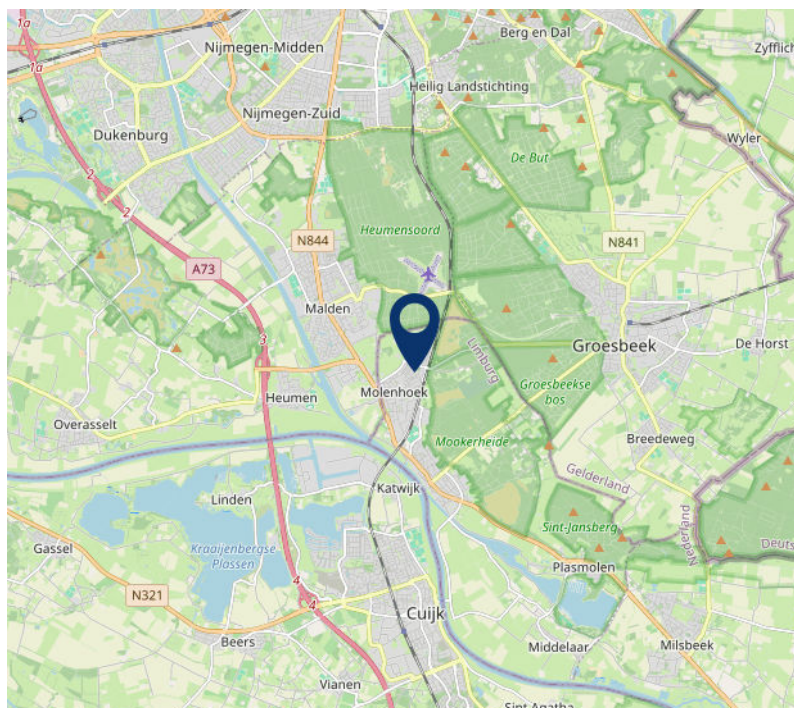 1a
Nijmegen-Midden
Berg en Dal
Zyfflich
1a
Heilig Landstichting
Nijmegen-Zuid
Dukenburg
Wyler
De But
2
2
Heumensoord
N844
N841
A73
Malden
3
Limburg
Groesbeek
De Horst
Molenhoek
Groesbeekse
bos
Heumen
Overasselt
Mookerheide
Breedeweg
Gelderland
Katwijk
Linden
Sint-Jansberg
Nederland
Gassel
Kraaijenbergse
Plassen
Deuts
Plasmolen
4
N321
4
Cuijk
Beers
Middelaar
Milsbeek
Vianen
Sint Agatha